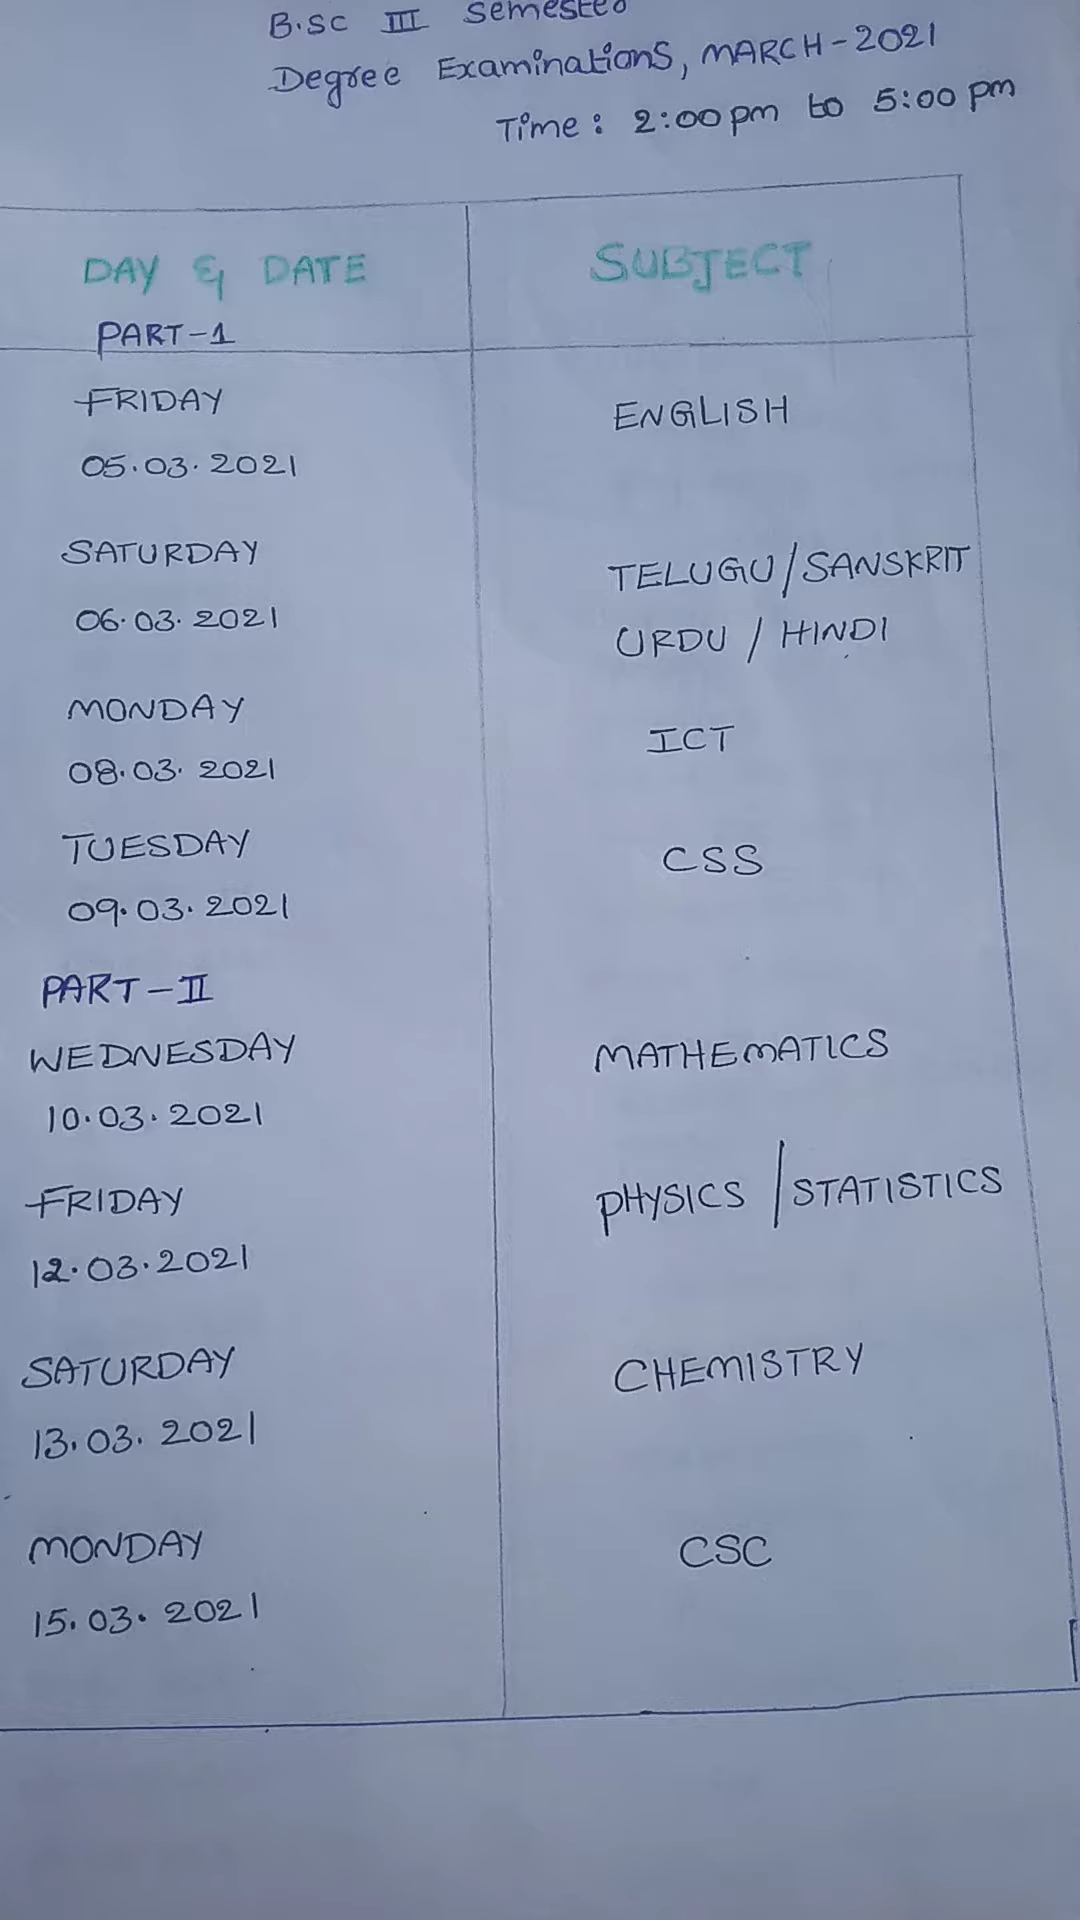 B.SC III Semester
Degree Examinations, MARCH-2021
Time: 2:00 pm to 5:00 pm
DAY & DATE SUBJECT
PART-1
FRIDAY
05.03.2021 ENGLISH
SATURDAY
06.03.2021 TELUGU/SANSKRIT
URDU / HINDI
MONDAY
08.03.2021 ICT
TUESDAY
09.03.2021 CSS
PART-II
WEDNESDAY
10.03.2021 MATHEMATICS
FRIDAY
12.03.2021 PHYSICS /STATISTICS
SATURDAY
13.03.2021 CHEMISTRY
MONDAY
15.03.2021 CSC